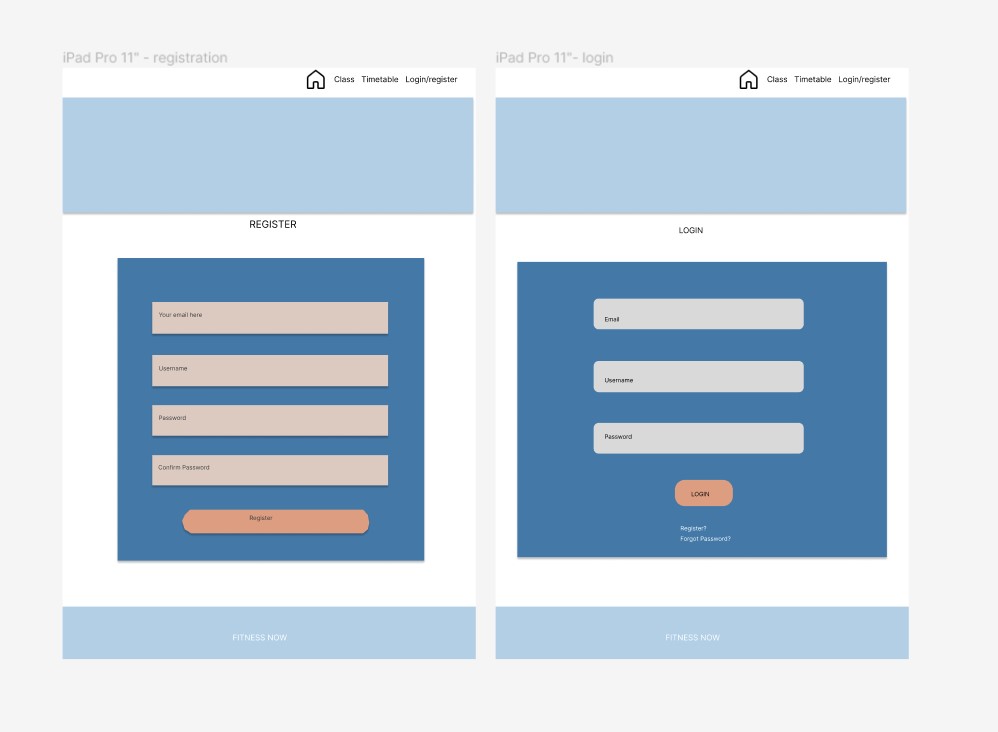 iPad Pro 11" - registration
Class Timetable Login/register
REGISTER
Your email here
Username
Password
Confirm Password
Register
FITNESS NOW
iPad Pro 11"- login
Class Timetable Login/register
LOGIN
Email
Username
Password
LOGIN
Register?
Forgot Password?
FITNESS NOW